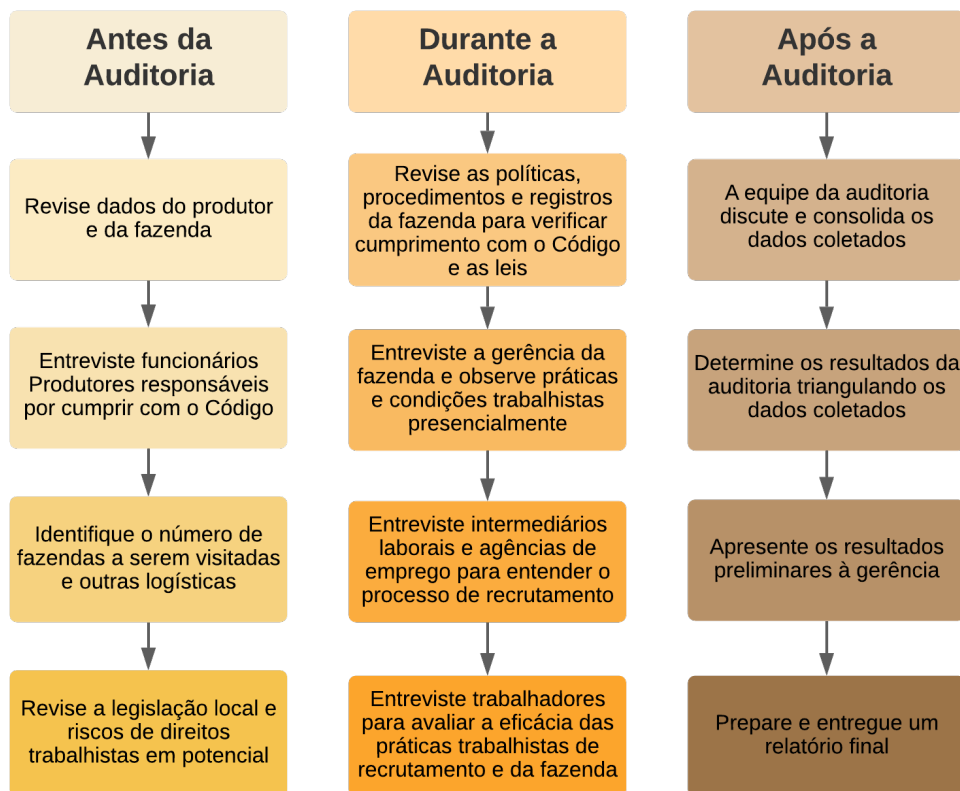 Antes da
Auditoria
Revise dados do produtor
e da fazenda
Entreviste funcionários
Produtores responsáveis
por cumprir com o Código
Identifique o número de
fazendas a serem visitadas
e outras logísticas
Revise a legislação local e
riscos de direitos
trabalhistas em potencial
Durante a
Auditoria
Revise as políticas,
procedimentos e registros
da fazenda para verificar
cumprimento com o Código
e as leis
Entreviste a gerência da
fazenda e observe práticas
e condições trabalhistas
presencialmente
Entreviste intermediários
laborais e agências de
emprego para entender o
processo de recrutamento
Entreviste trabalhadores
para avaliar a eficácia das
práticas trabalhistas de
recrutamento e da fazenda
Após a
Auditoria
A equipe da auditoria
discute e consolida os
dados coletados
Determine os resultados da
auditoria triangulando os
dados coletados
Apresente os resultados
preliminares à gerência
Prepare e entregue um
relatório final